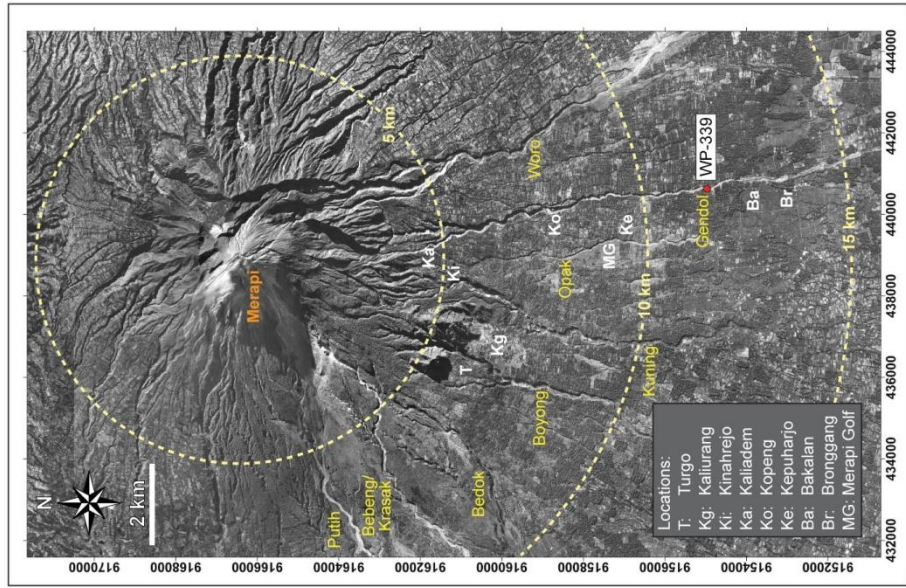 N
2 km
Merapi
5 km
10 km
15 km
Putih
Bebeng/
Krasak
Bedok
Boyong
Kuning
Opak
Gendol
Woro
T
Kg
Ki
Ka
Ko
MG
Ke
Ba
Br
WP-339
Locations:
T: Turgo
Kg: Kaliurang
Ki: Kinahrejo
Ka: Kaliadem
Ko: Kopeng
Ke: Kepuharjo
Ba: Bakalan
Br: Bronggang
MG: Merapi Golf
9170000
9168000
9166000
9164000
9162000
9160000
9158000
9156000
9154000
9152000
432000
434000
436000
438000
440000
442000
444000